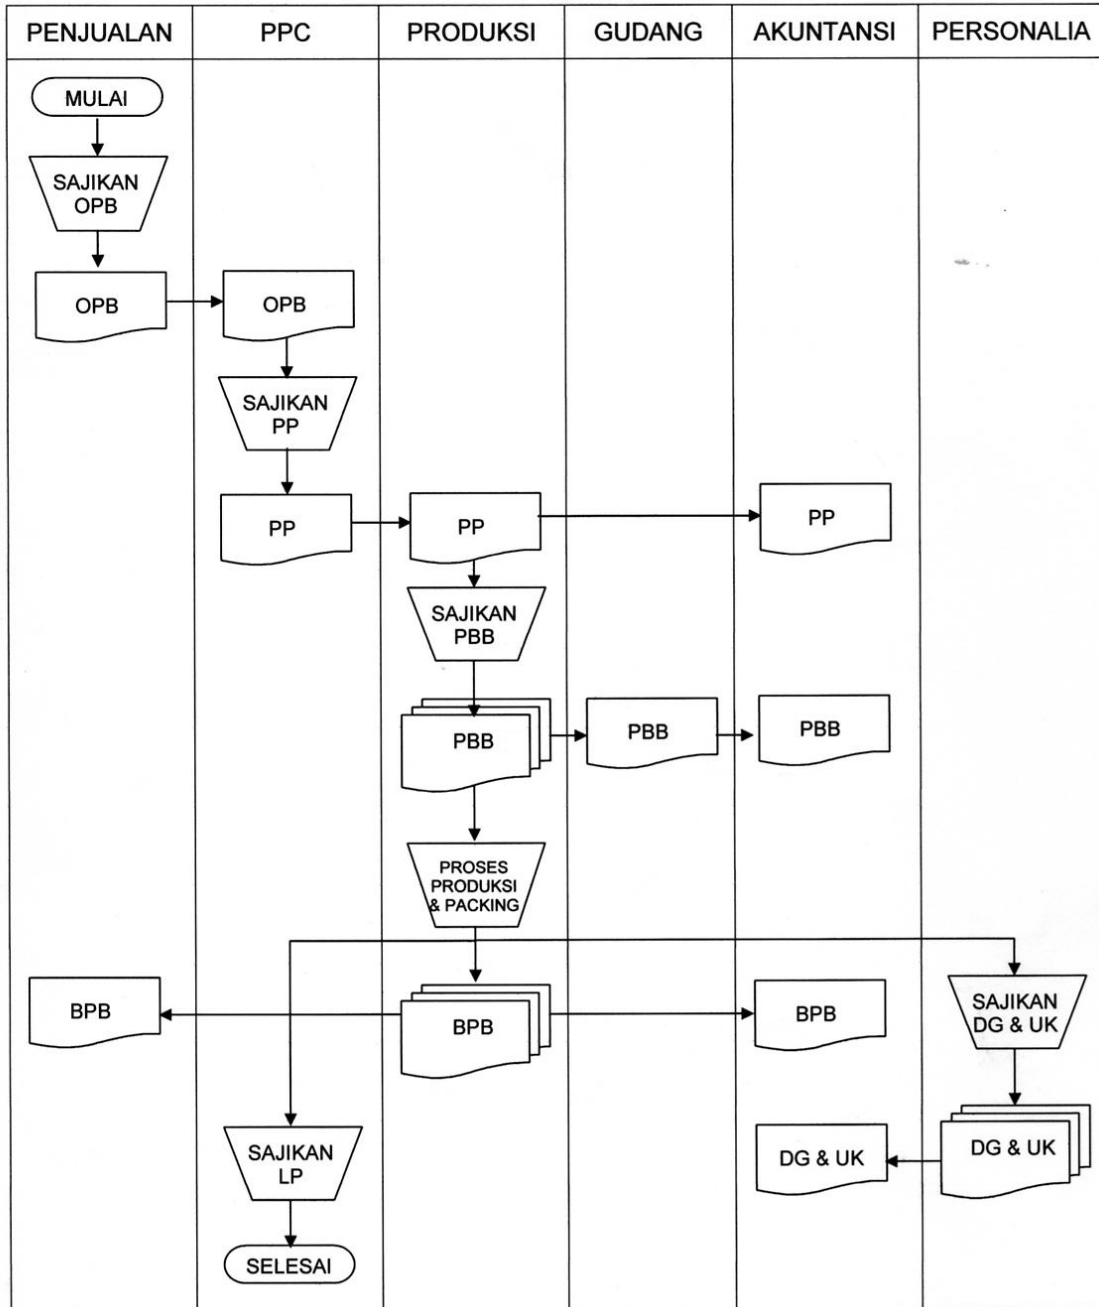 PENJUALAN PPC PRODUKSI GUDANG AKUNTANSI PERSONALIA
MULAI
SAJIKAN
OPB
OPB OPB
SAJIKAN
PP
PP PP PP
SAJIKAN
PBB
PBB PBB PBB
PROSES
PRODUKSI
& PACKING
BPB BPB BPB
SAJIKAN
DG & UK
SAJIKAN
LP
DG & UK DG & UK
SELESAI